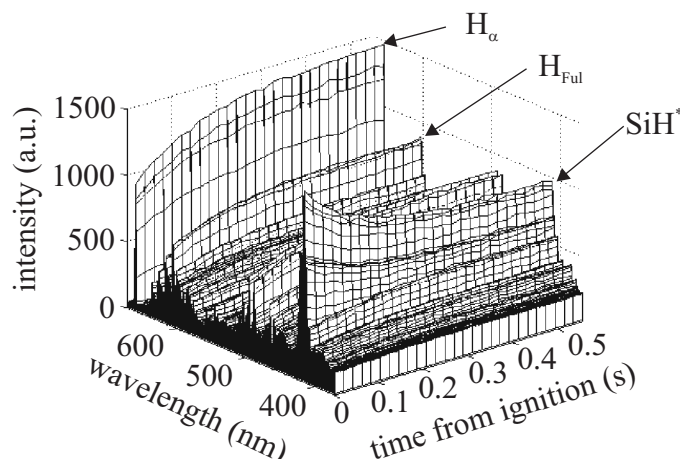 H_α
H_Ful
SiH*
1500
1000
500
0
intensity (a.u.)
600
500
400
wavelength (nm)
0
0.1
0.2
0.3
0.4
0.5
time from ignition (s)